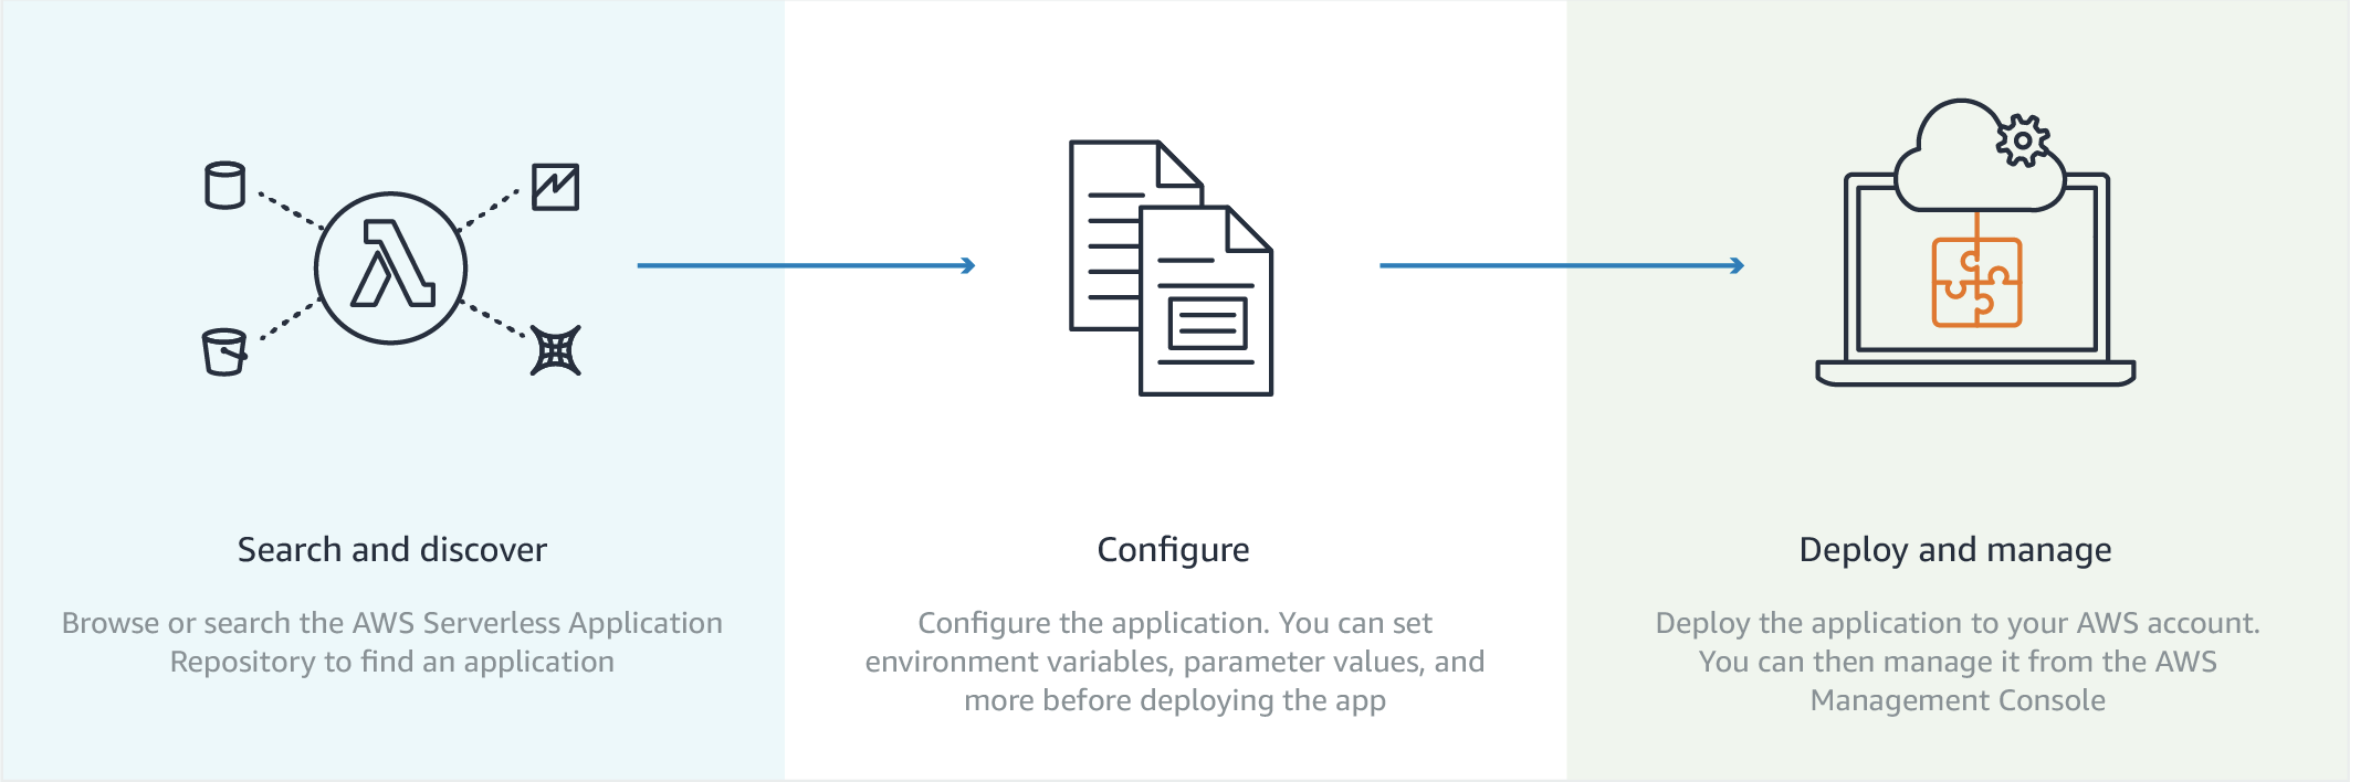 Search and discover
Browse or search the AWS Serverless Application
Repository to find an application
Configure
Configure the application. You can set
environment variables, parameter values, and
more before deploying the app
Deploy and manage
Deploy the application to your AWS account.
You can then manage it from the AWS
Management Console